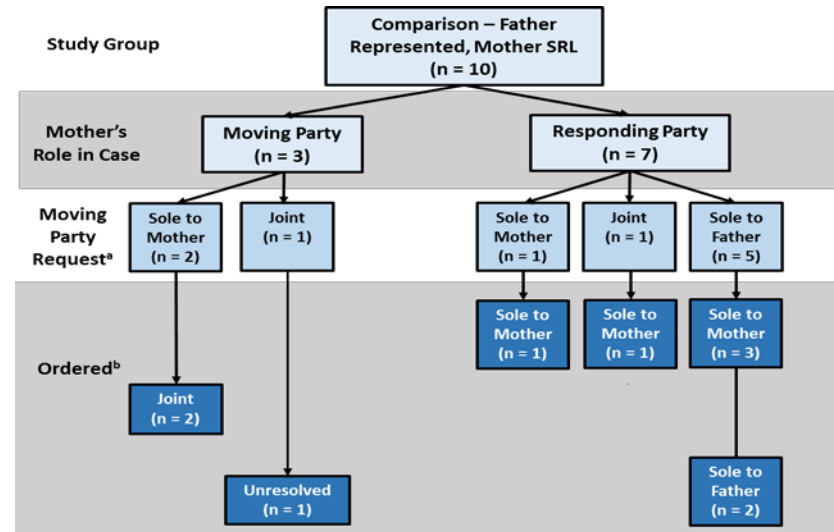 Study Group
Comparison – Father
Represented, Mother SRL
(n = 10)
Mother's
Role in Case
Moving Party
(n = 3)
Responding Party
(n = 7)
Moving
Party
Requestᵃ
Sole to
Mother
(n = 2)
Joint
(n = 1)
Sole to
Mother
(n = 1)
Joint
(n = 1)
Sole to
Father
(n = 5)
Orderedᵇ
Sole to
Mother
(n = 1)
Sole to
Mother
(n = 1)
Sole to
Mother
(n = 3)
Joint
(n = 2)
Unresolved
(n = 1)
Sole to
Father
(n = 2)